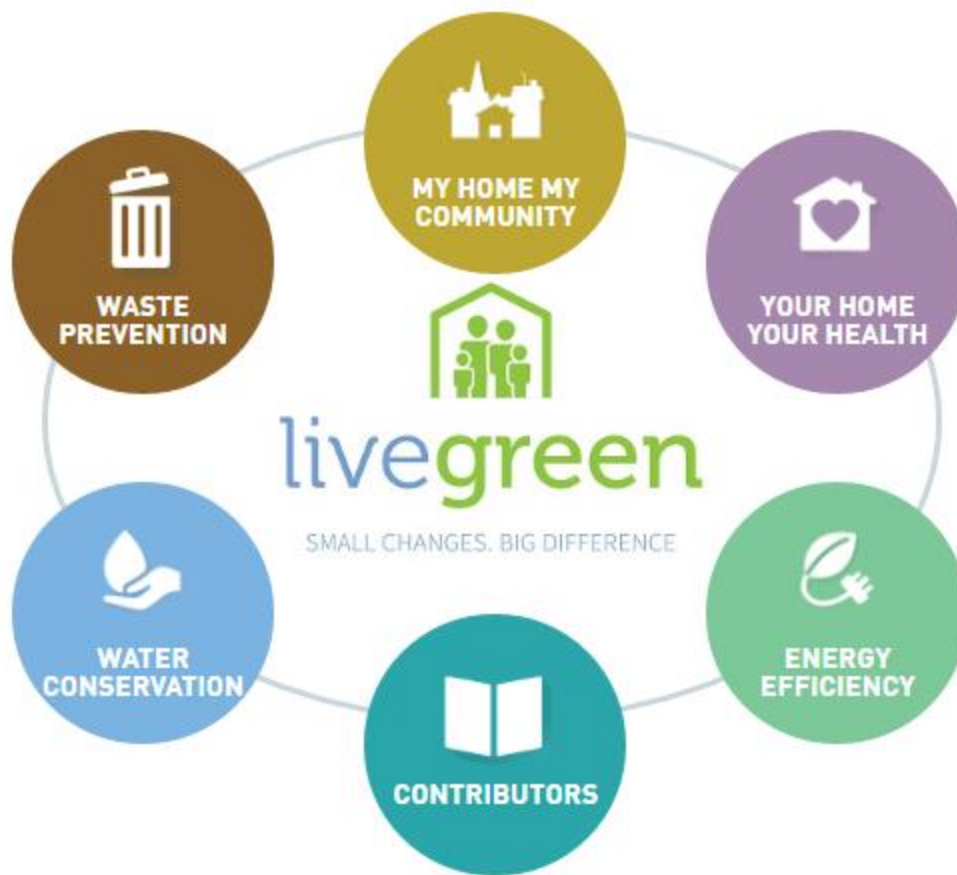 MY HOME MY
COMMUNITY
WASTE
PREVENTION
YOUR HOME
YOUR HEALTH
livegreen
SMALL CHANGES. BIG DIFFERENCE
WATER
CONSERVATION
ENERGY
EFFICIENCY
CONTRIBUTORS